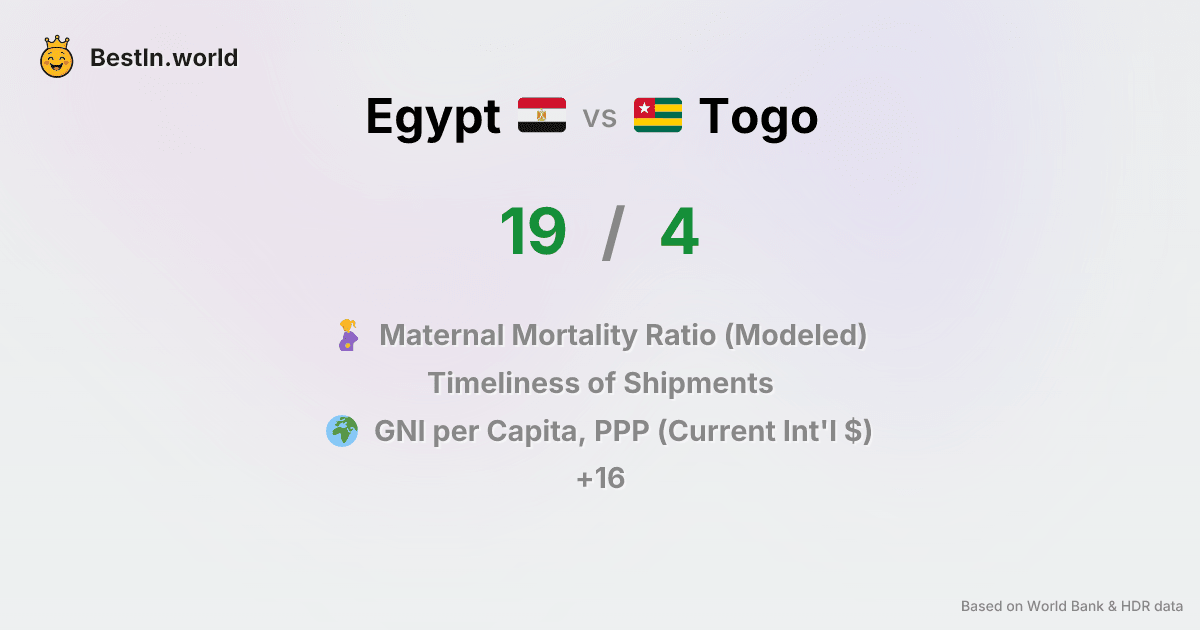 BestIn.world
Egypt vs Togo
19 / 4
Maternal Mortality Ratio (Modeled)
Timeliness of Shipments
GNI per Capita, PPP (Current Int'l $)
+16
Based on World Bank & HDR data